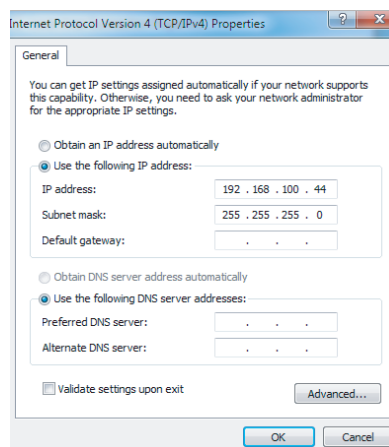 Internet Protocol Version 4 (TCP/IPv4) Properties
General
You can get IP settings assigned automatically if your network supports
this capability. Otherwise, you need to ask your network administrator
for the appropriate IP settings.
Obtain an IP address automatically
Use the following IP address:
IP address: 192 . 168 . 100 . 44
Subnet mask: 255 . 255 . 255 . 0
Default gateway: . . .
Obtain DNS server address automatically
Use the following DNS server addresses:
Preferred DNS server: . . .
Alternate DNS server: . . .
Validate settings upon exit
Advanced...
OK Cancel